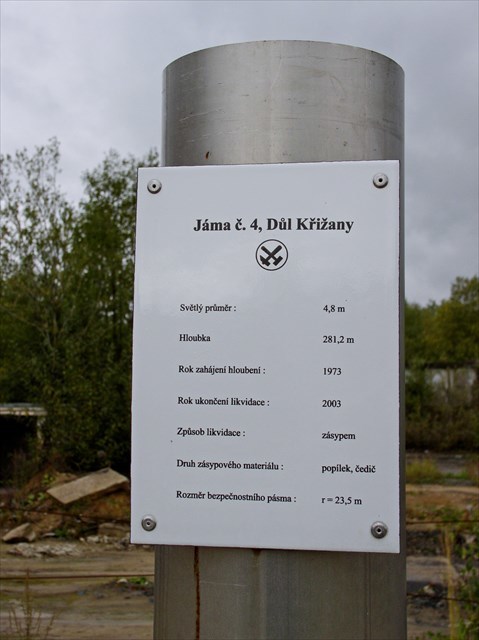 Jáma č. 4, Důl Křižany
Světlý průměr : 4,8 m
Hloubka 281,2 m
Rok zahájení hloubení : 1973
Rok ukončení likvidace : 2003
Způsob likvidace : zásypem
Druh zásypového materiálu : popílek, čedič
Rozměr bezpečnostního pásma : r = 23,5 m